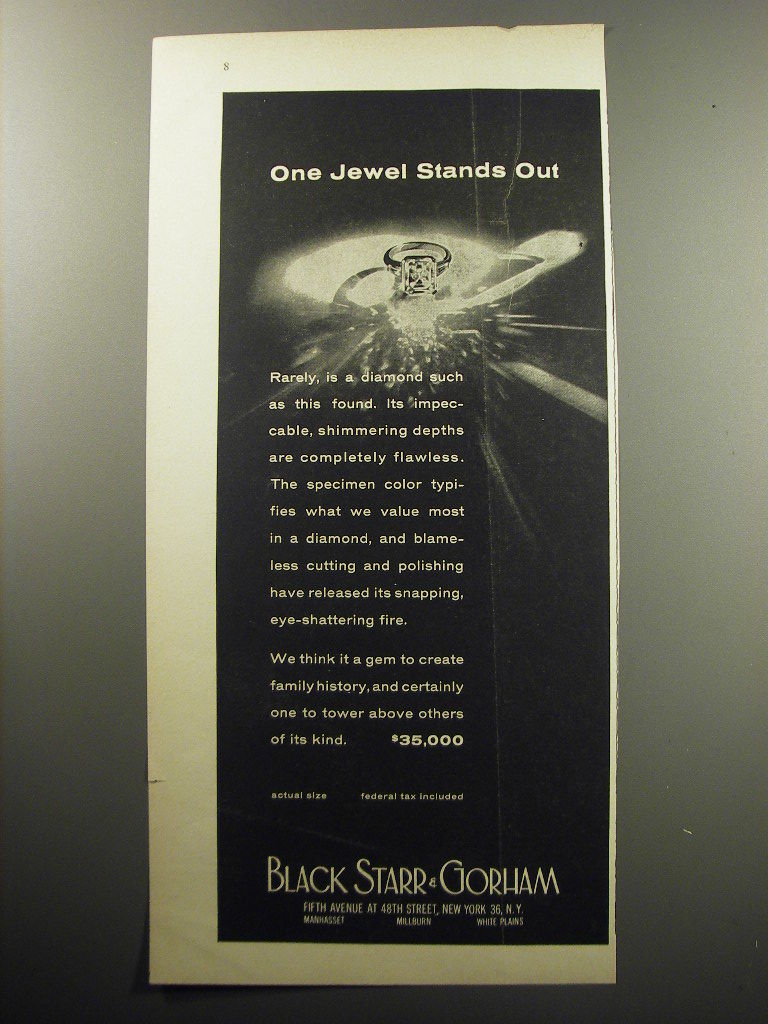 8
One Jewel Stands Out
Rarely, is a diamond such
as this found. Its impec-
cable, shimmering depths
are completely flawless.
The specimen color typi-
fies what we value most
in a diamond, and blame-
less cutting and polishing
have released its snapping,
eye-shattering fire.
We think it a gem to create
family history, and certainly
one to tower above others
of its kind. $35,000
actual size federal tax included
BLACK STARR & GORHAM
FIFTH AVENUE AT 48TH STREET, NEW YORK 36, N.Y.
MANHASSET MILLBURN WHITE PLAINS